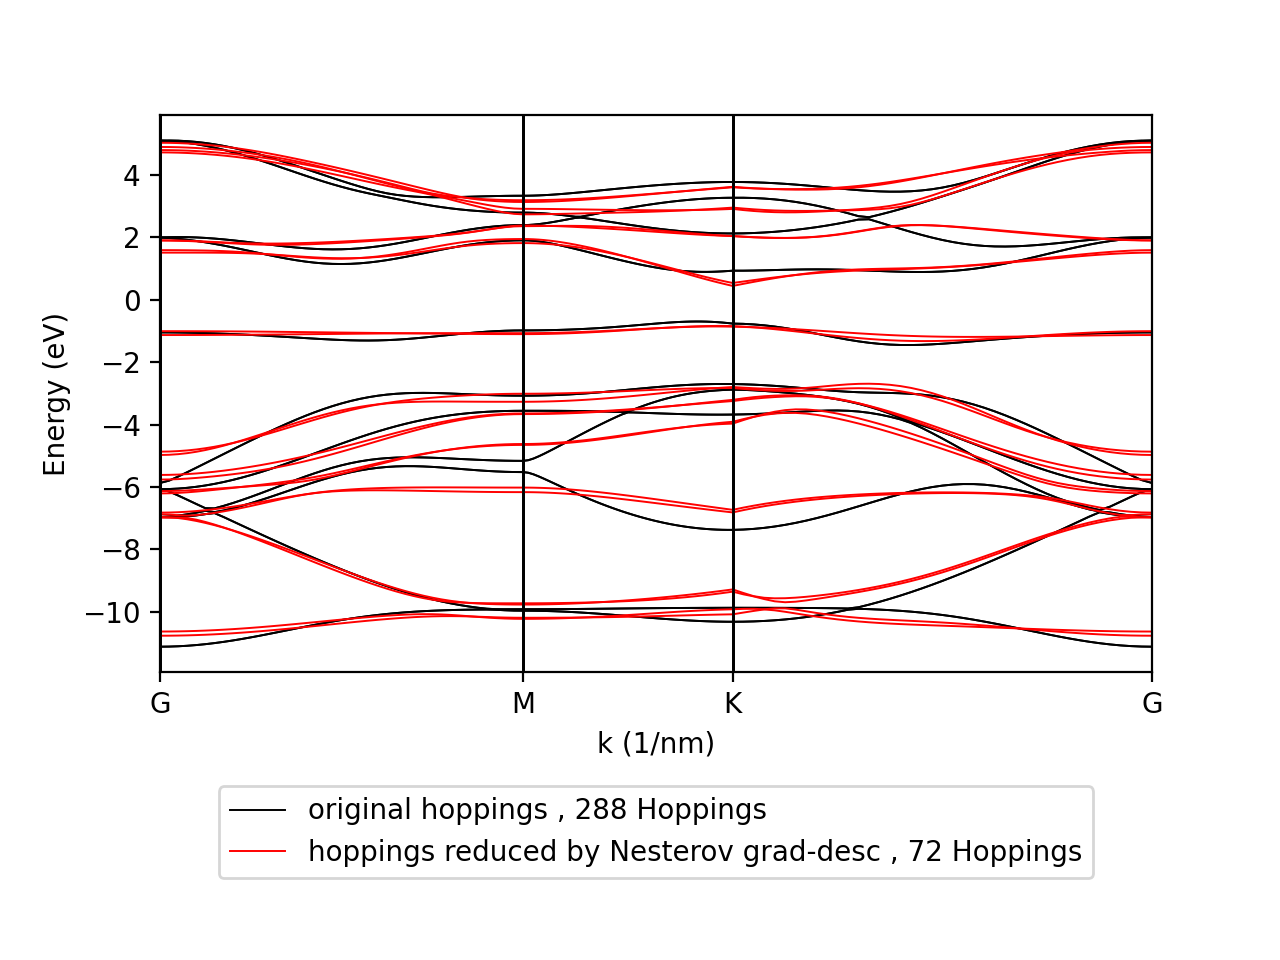 4
2
0
−2
−4
−6
−8
−10
Energy (eV)
G M K G
k (1/nm)
original hoppings , 288 Hoppings
hoppings reduced by Nesterov grad-desc , 72 Hoppings